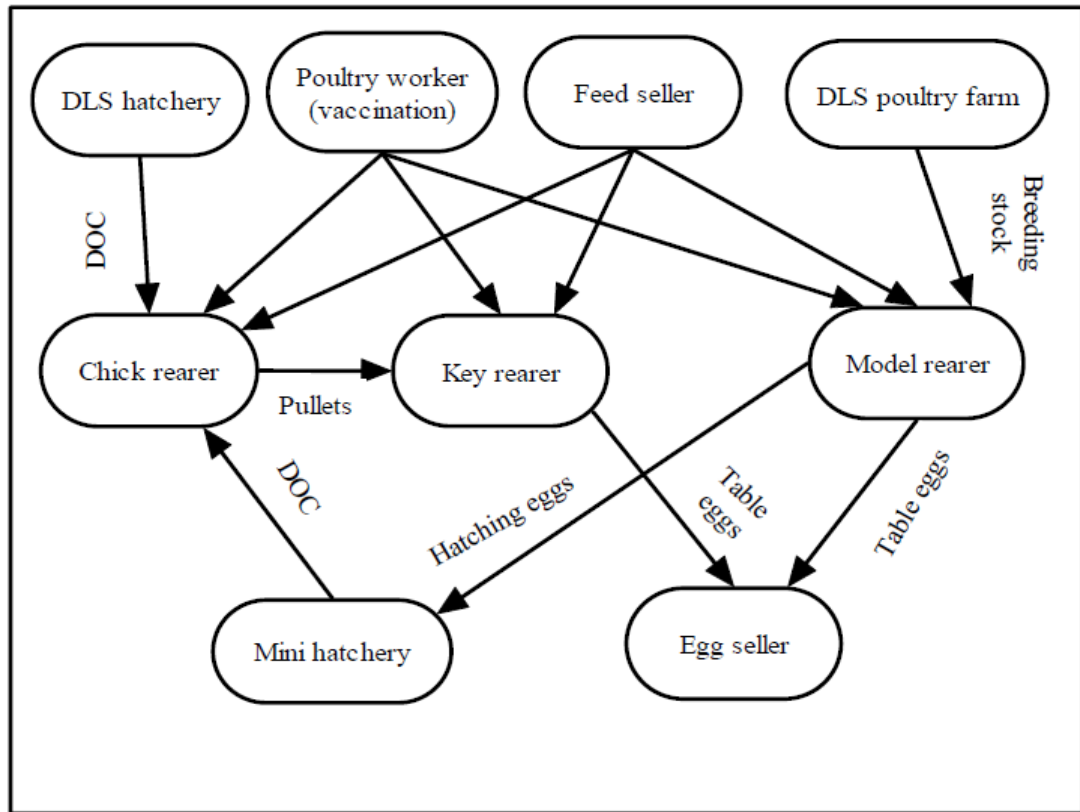 DLS hatchery
Poultry worker
(vaccination)
Feed seller
DLS poultry farm
DOC
Breeding
stock
Chick rearer
Pullets
Key rearer
Model rearer
DOC
Hatching eggs
Table
eggs
Table eggs
Mini hatchery
Egg seller